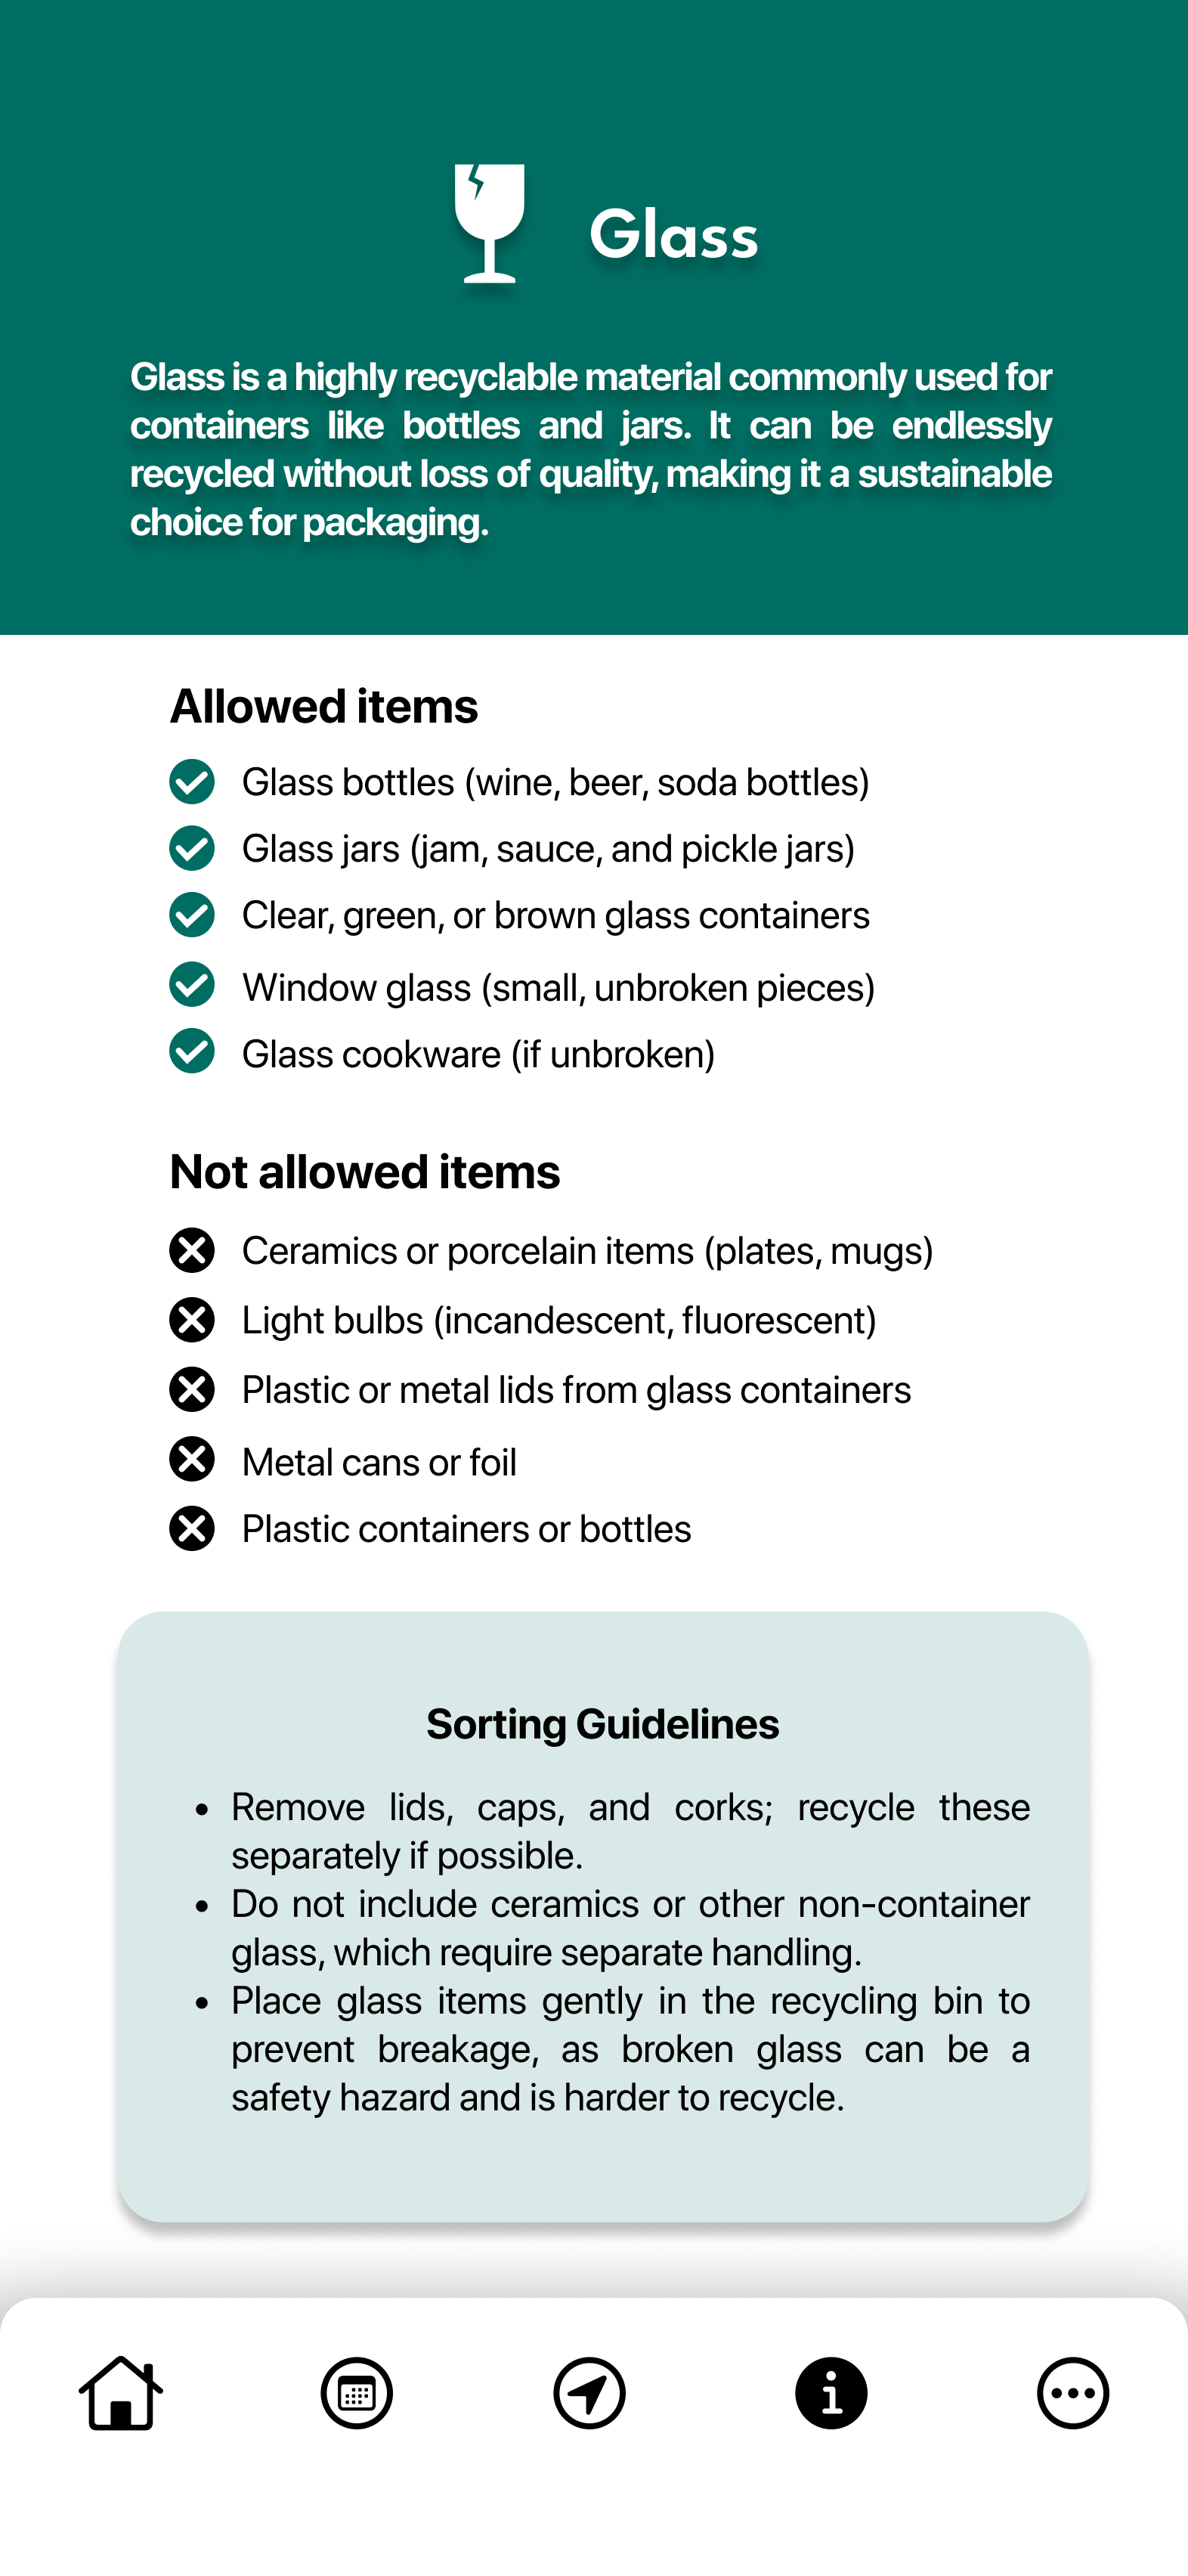 Glass
Glass is a highly recyclable material commonly used for
containers like bottles and jars. It can be endlessly
recycled without loss of quality, making it a sustainable
choice for packaging.
Allowed items
Glass bottles (wine, beer, soda bottles)
Glass jars (jam, sauce, and pickle jars)
Clear, green, or brown glass containers
Window glass (small, unbroken pieces)
Glass cookware (if unbroken)
Not allowed items
Ceramics or porcelain items (plates, mugs)
Light bulbs (incandescent, fluorescent)
Plastic or metal lids from glass containers
Metal cans or foil
Plastic containers or bottles
Sorting Guidelines
• Remove lids, caps, and corks; recycle these
separately if possible.
• Do not include ceramics or other non-container
glass, which require separate handling.
• Place glass items gently in the recycling bin to
prevent breakage, as broken glass can be a
safety hazard and is harder to recycle.